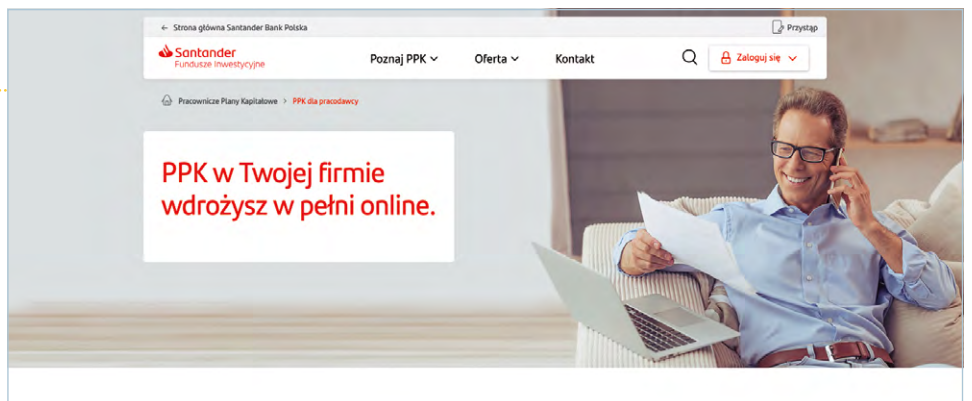 ← Strona główna Santander Bank Polska
Przystąp
Santander
Fundusze Inwestycyjne
Poznaj PPK
Oferta
Kontakt
Zaloguj się
Pracownicze Plany Kapitałowe > PPK dla pracodawcy
PPK w Twojej firmie
wdrożysz w pełni online.